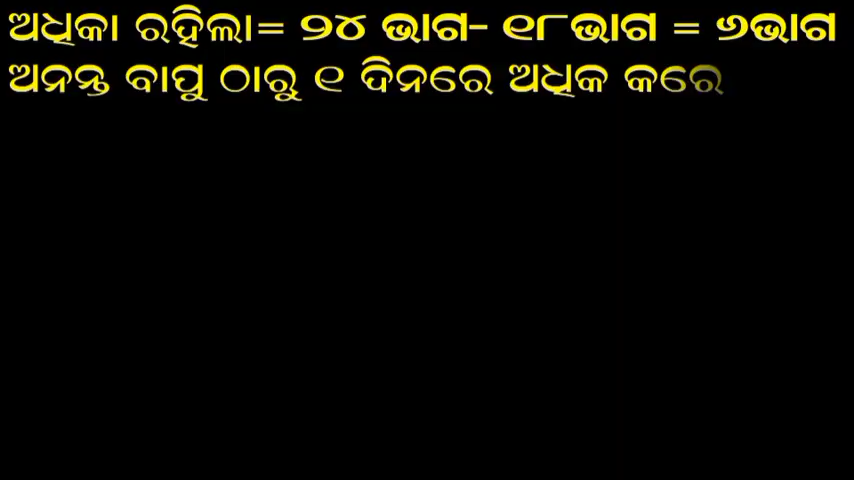 ଅଧିକା ରହିଲା= ୨୪ ଭାଗ- ୧୮ଭାଗ = ୬ଭାଗ
ଅନନ୍ତ ବାପୁ ଠାରୁ ୧ ଦିନରେ ଅଧିକ କରେ